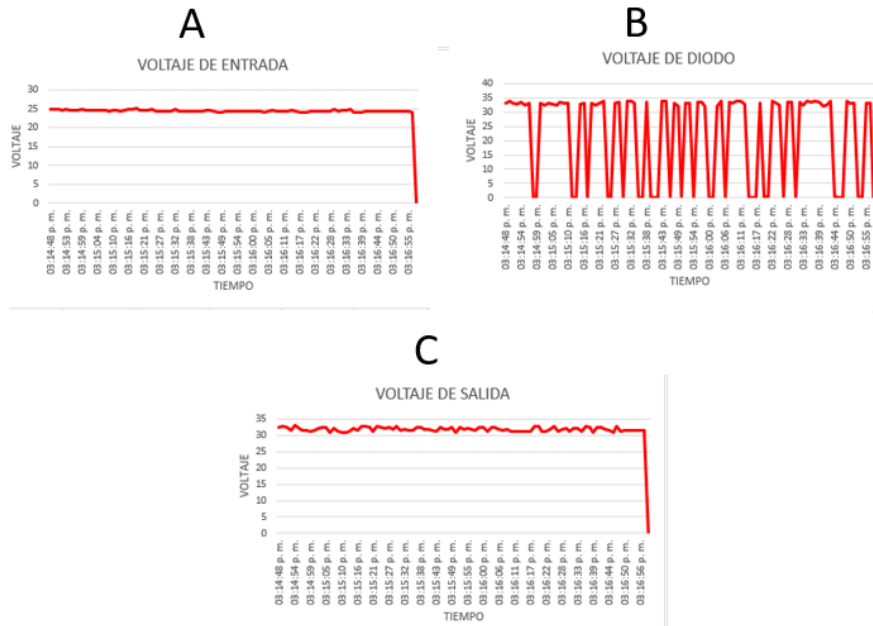 A
VOLTAJE DE ENTRADA
30
25
20
15
10
5
0
VOLTAJE
03:14:48 p. m.
03:14:53 p. m.
03:14:59 p. m.
03:15:04 p. m.
03:15:10 p. m.
03:15:16 p. m.
03:15:21 p. m.
03:15:27 p. m.
03:15:32 p. m.
03:15:38 p. m.
03:15:43 p. m.
03:15:49 p. m.
03:15:54 p. m.
03:16:00 p. m.
03:16:05 p. m.
03:16:11 p. m.
03:16:17 p. m.
03:16:22 p. m.
03:16:28 p. m.
03:16:33 p. m.
03:16:39 p. m.
03:16:44 p. m.
03:16:50 p. m.
03:16:55 p. m.
TIEMPO
B
VOLTAJE DE DIODO
40
35
30
25
20
15
10
5
0
VOLTAJE
03:14:48 p. m.
03:14:54 p. m.
03:14:59 p. m.
03:15:05 p. m.
03:15:10 p. m.
03:15:16 p. m.
03:15:21 p. m.
03:15:27 p. m.
03:15:32 p. m.
03:15:38 p. m.
03:15:43 p. m.
03:15:49 p. m.
03:15:54 p. m.
03:16:00 p. m.
03:16:06 p. m.
03:16:11 p. m.
03:16:17 p. m.
03:16:22 p. m.
03:16:28 p. m.
03:16:33 p. m.
03:16:39 p. m.
03:16:44 p. m.
03:16:50 p. m.
03:16:55 p. m.
TIEMPO
C
VOLTAJE DE SALIDA
35
30
25
20
15
10
5
0
VOLTAJE
03:14:48 p. m.
03:14:54 p. m.
03:14:59 p. m.
03:15:05 p. m.
03:15:10 p. m.
03:15:16 p. m.
03:15:21 p. m.
03:15:27 p. m.
03:15:32 p. m.
03:15:38 p. m.
03:15:43 p. m.
03:15:49 p. m.
03:15:55 p. m.
03:16:00 p. m.
03:16:06 p. m.
03:16:11 p. m.
03:16:17 p. m.
03:16:22 p. m.
03:16:28 p. m.
03:16:33 p. m.
03:16:39 p. m.
03:16:44 p. m.
03:16:50 p. m.
03:16:56 p. m.
TIEMPO